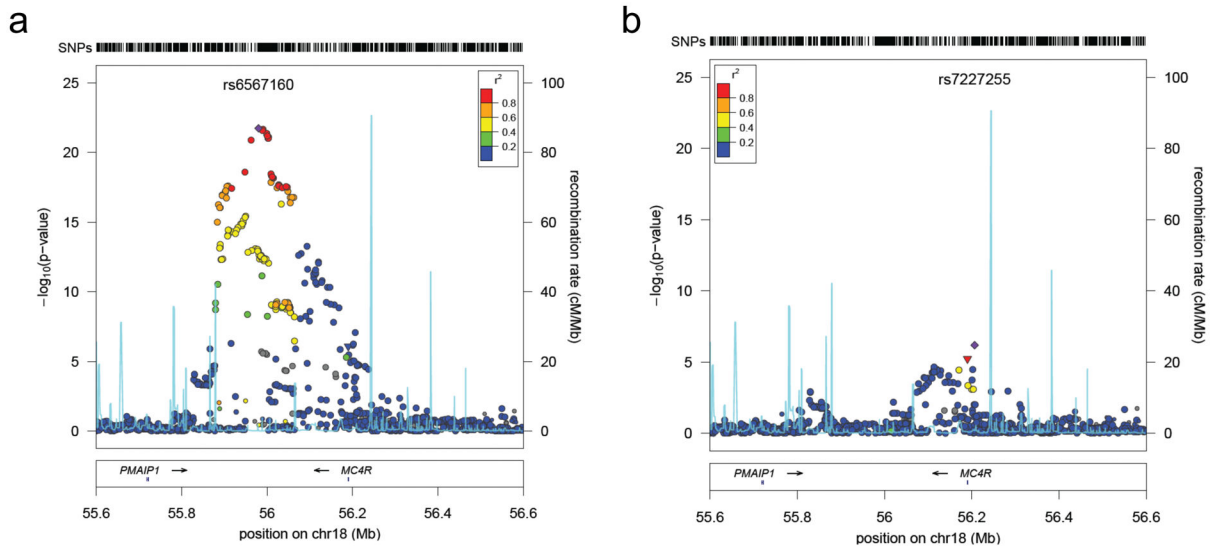 a
SNPs
rs6567160
r²
0.8
0.6
0.4
0.2
25
20
15
10
5
0
−log₁₀(p−value)
100
80
60
40
20
0
recombination rate (cM/Mb)
PMAIP1 →
← MC4R
55.6 55.8 56 56.2 56.4 56.6
position on chr18 (Mb)
b
SNPs
r²
0.8
0.6
0.4
0.2
rs7227255
25
20
15
10
5
0
−log₁₀(p−value)
100
80
60
40
20
0
recombination rate (cM/Mb)
PMAIP1 →
← MC4R
55.6 55.8 56 56.2 56.4 56.6
position on chr18 (Mb)